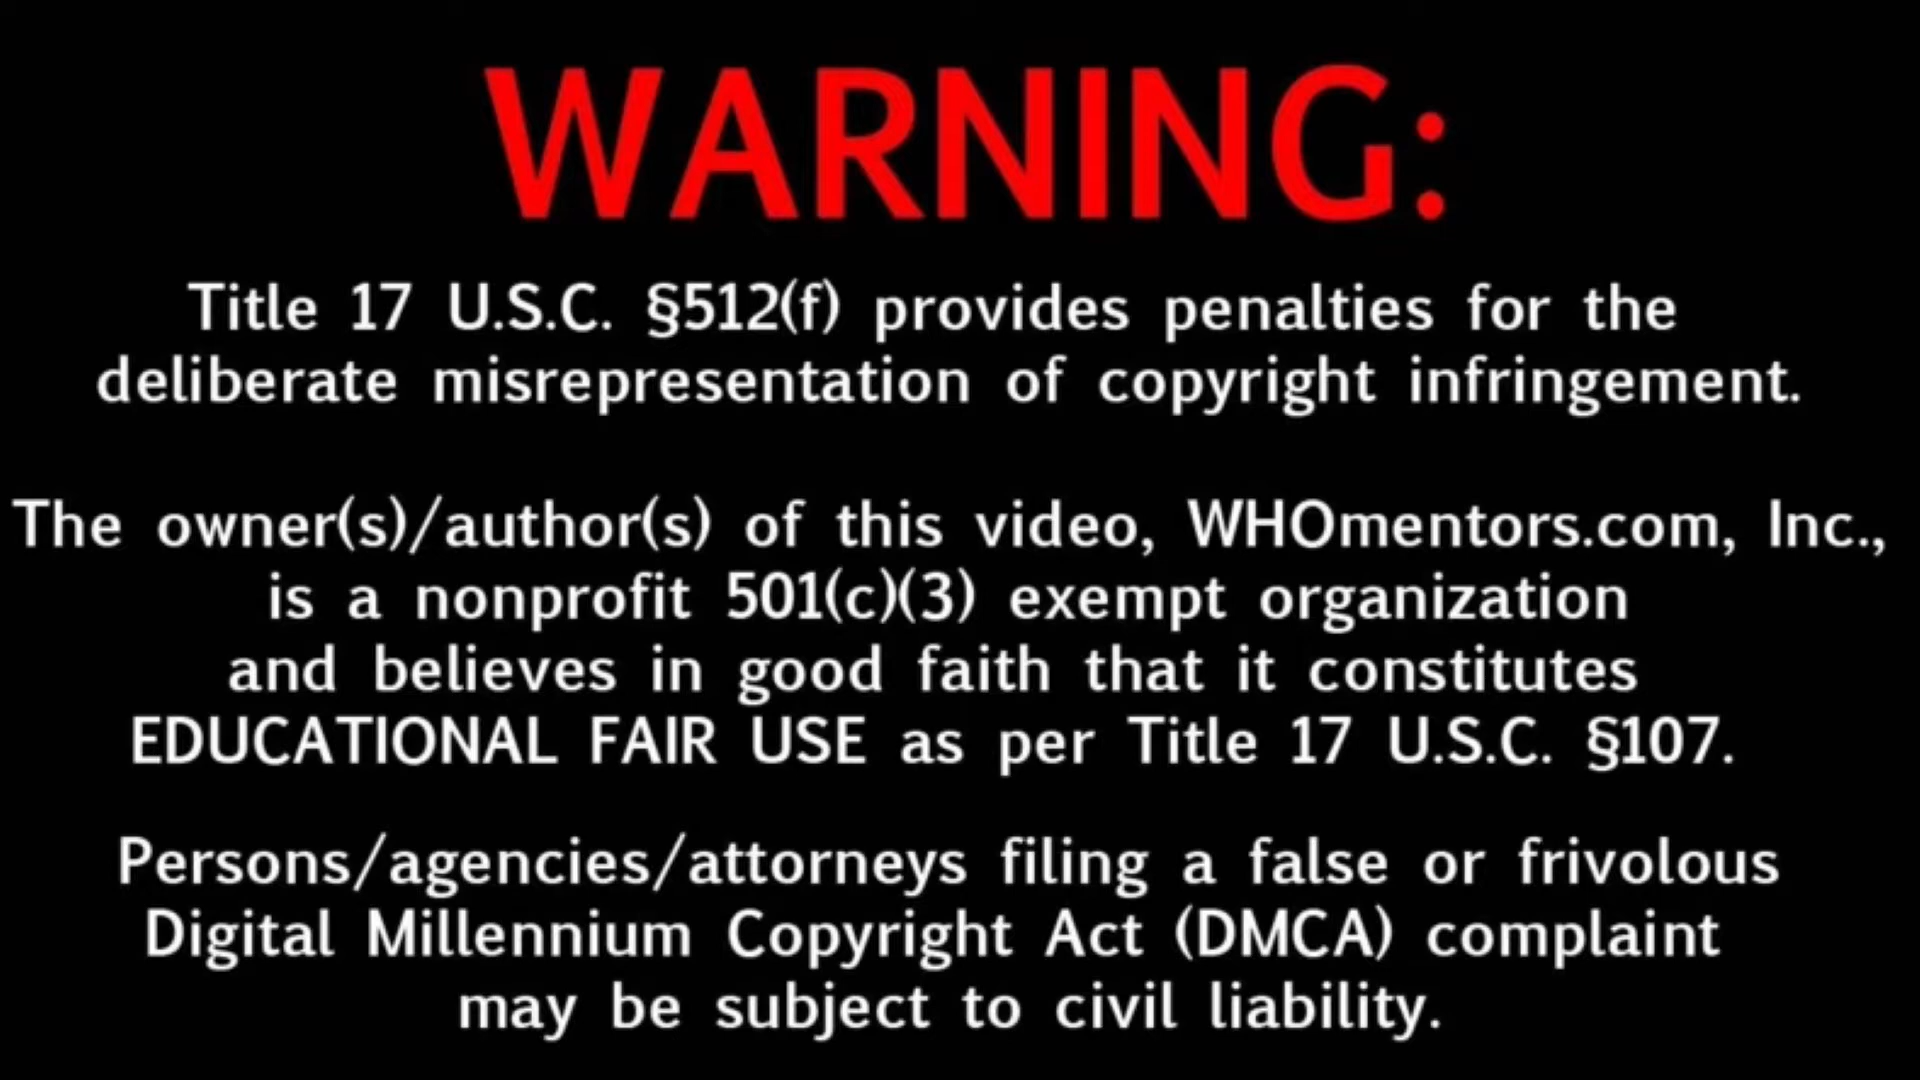 WARNING:
Title 17 U.S.C. §512(f) provides penalties for the
deliberate misrepresentation of copyright infringement.
The owner(s)/author(s) of this video, WHOmentors.com, Inc.,
is a nonprofit 501(c)(3) exempt organization
and believes in good faith that it constitutes
EDUCATIONAL FAIR USE as per Title 17 U.S.C. §107.
Persons/agencies/attorneys filing a false or frivolous
Digital Millennium Copyright Act (DMCA) complaint
may be subject to civil liability.